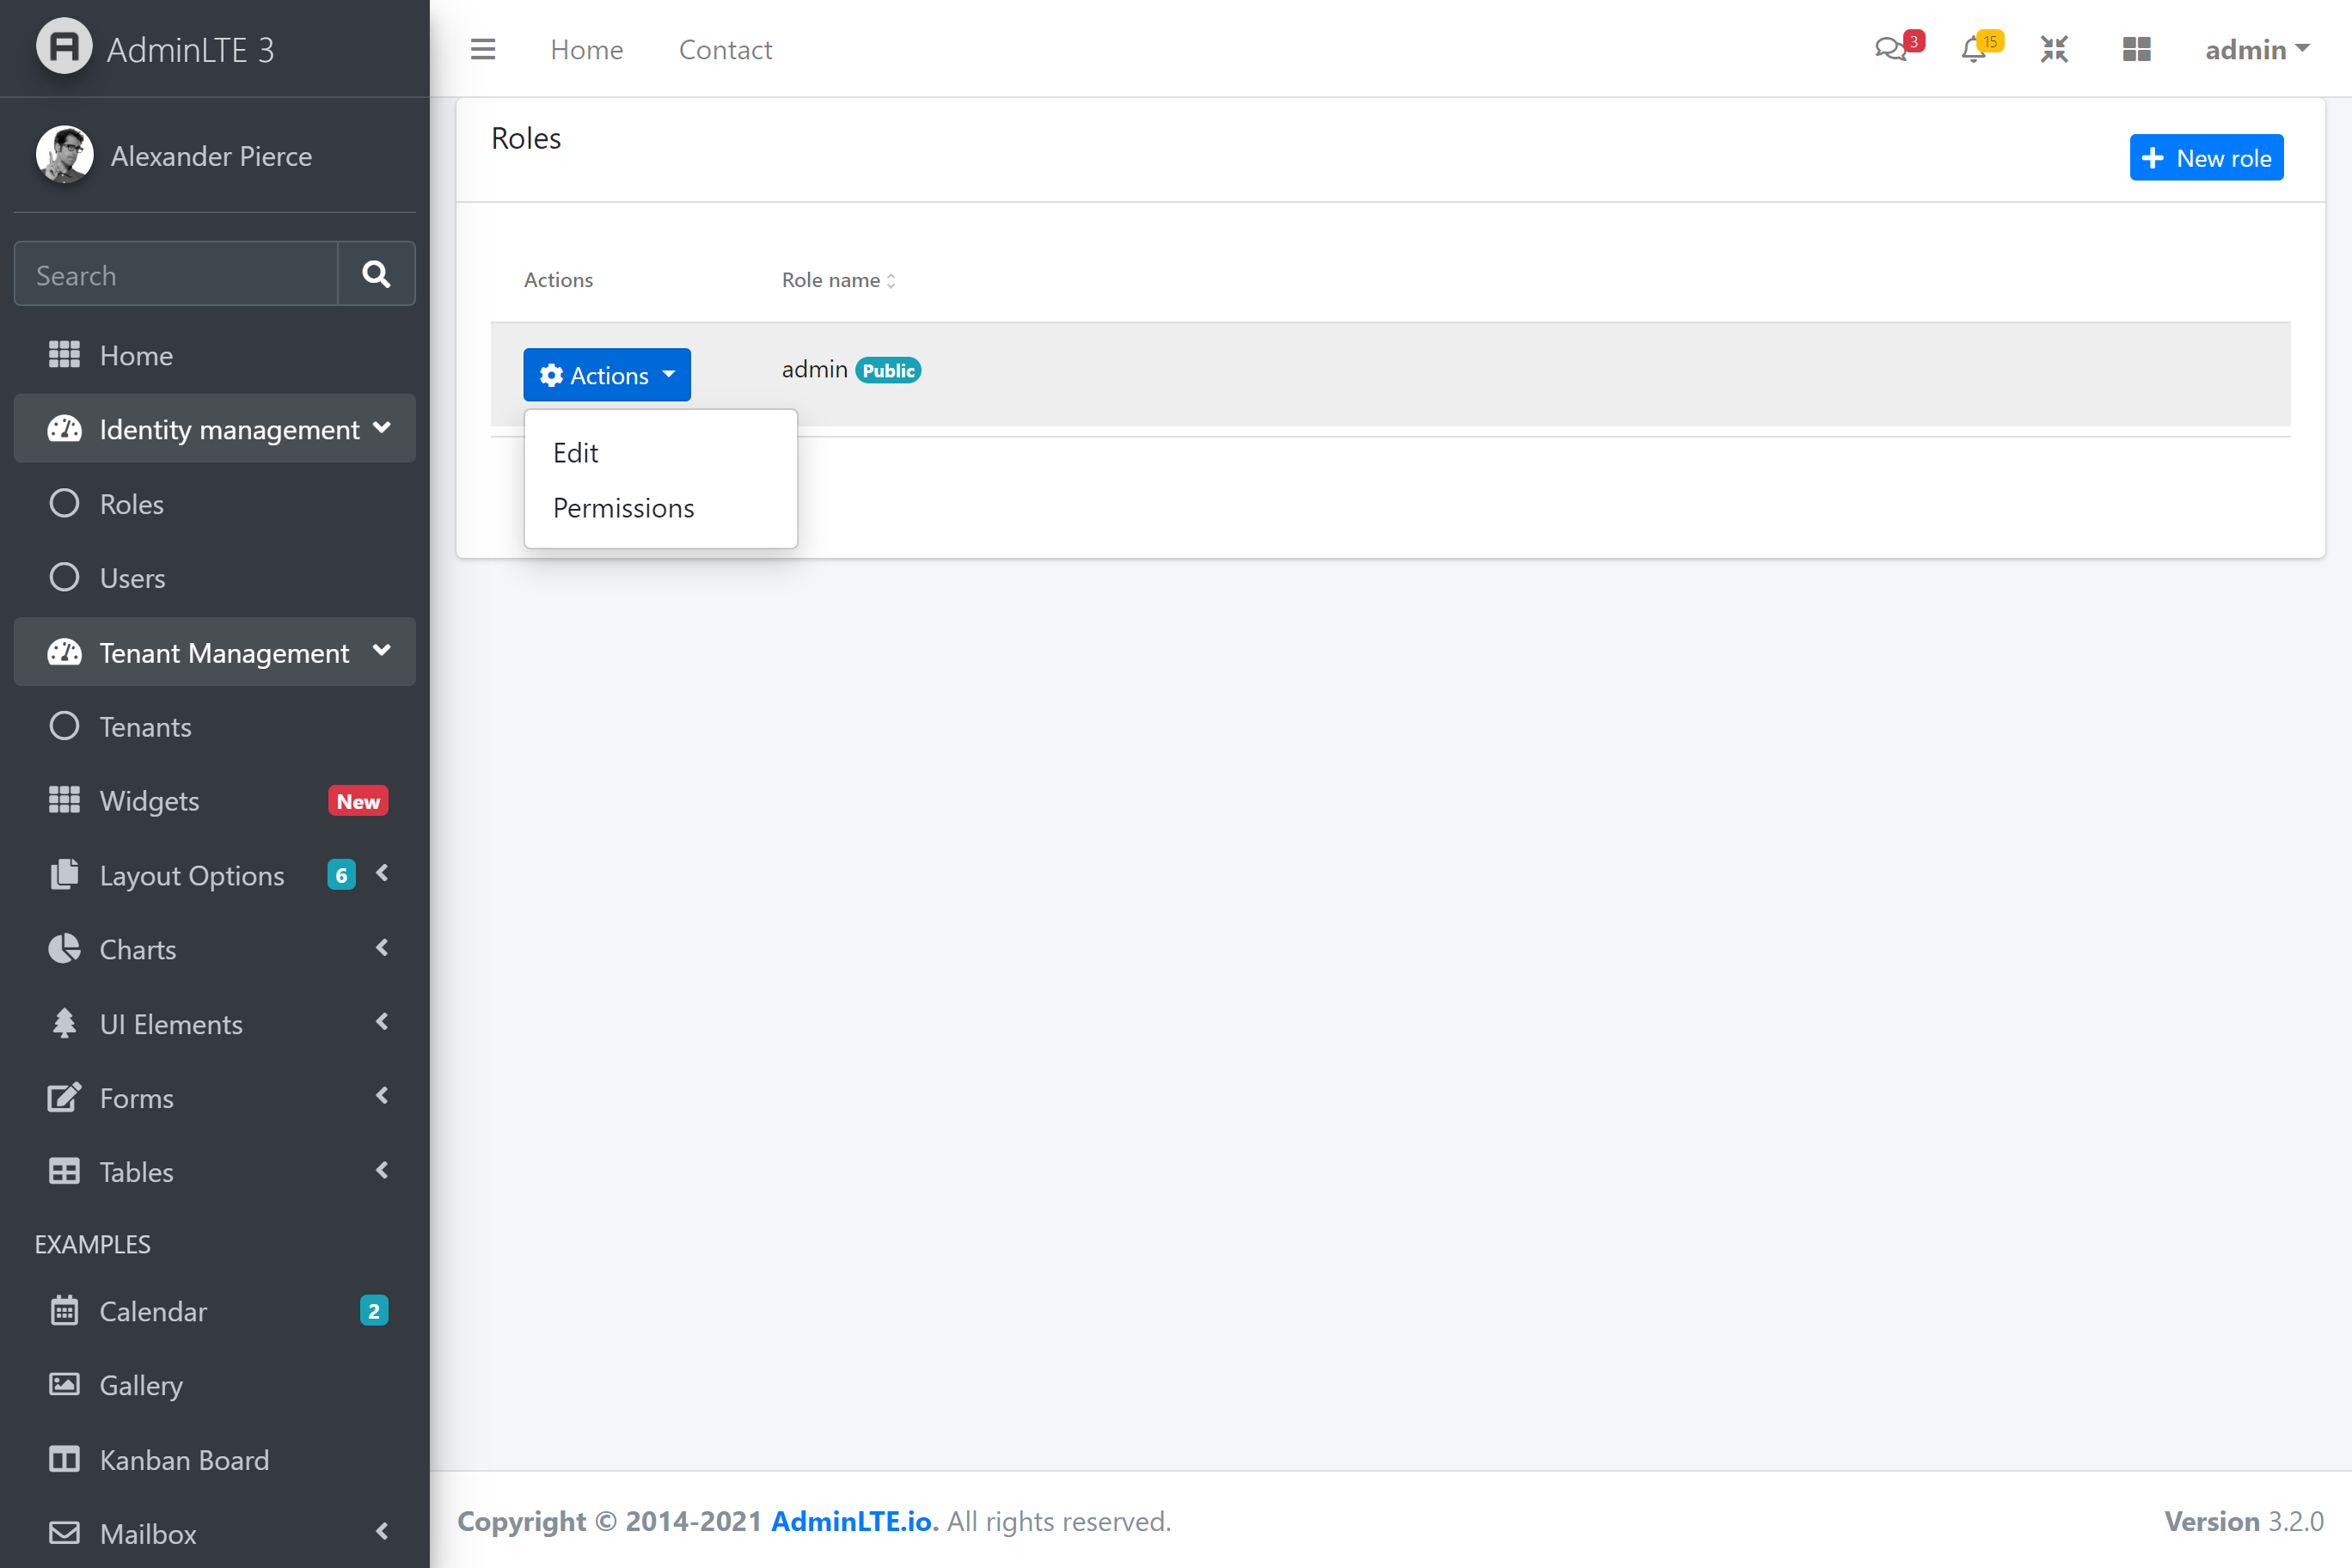 AdminLTE 3
Home
Contact
3
15
admin
Alexander Pierce
Search
Home
Identity management
Roles
Users
Tenant Management
Tenants
Widgets
New
Layout Options
6
Charts
UI Elements
Forms
Tables
EXAMPLES
Calendar
2
Gallery
Kanban Board
Mailbox
Roles
New role
Actions
Role name
Actions
admin Public
Edit
Permissions
Copyright © 2014-2021 AdminLTE.io. All rights reserved.
Version 3.2.0